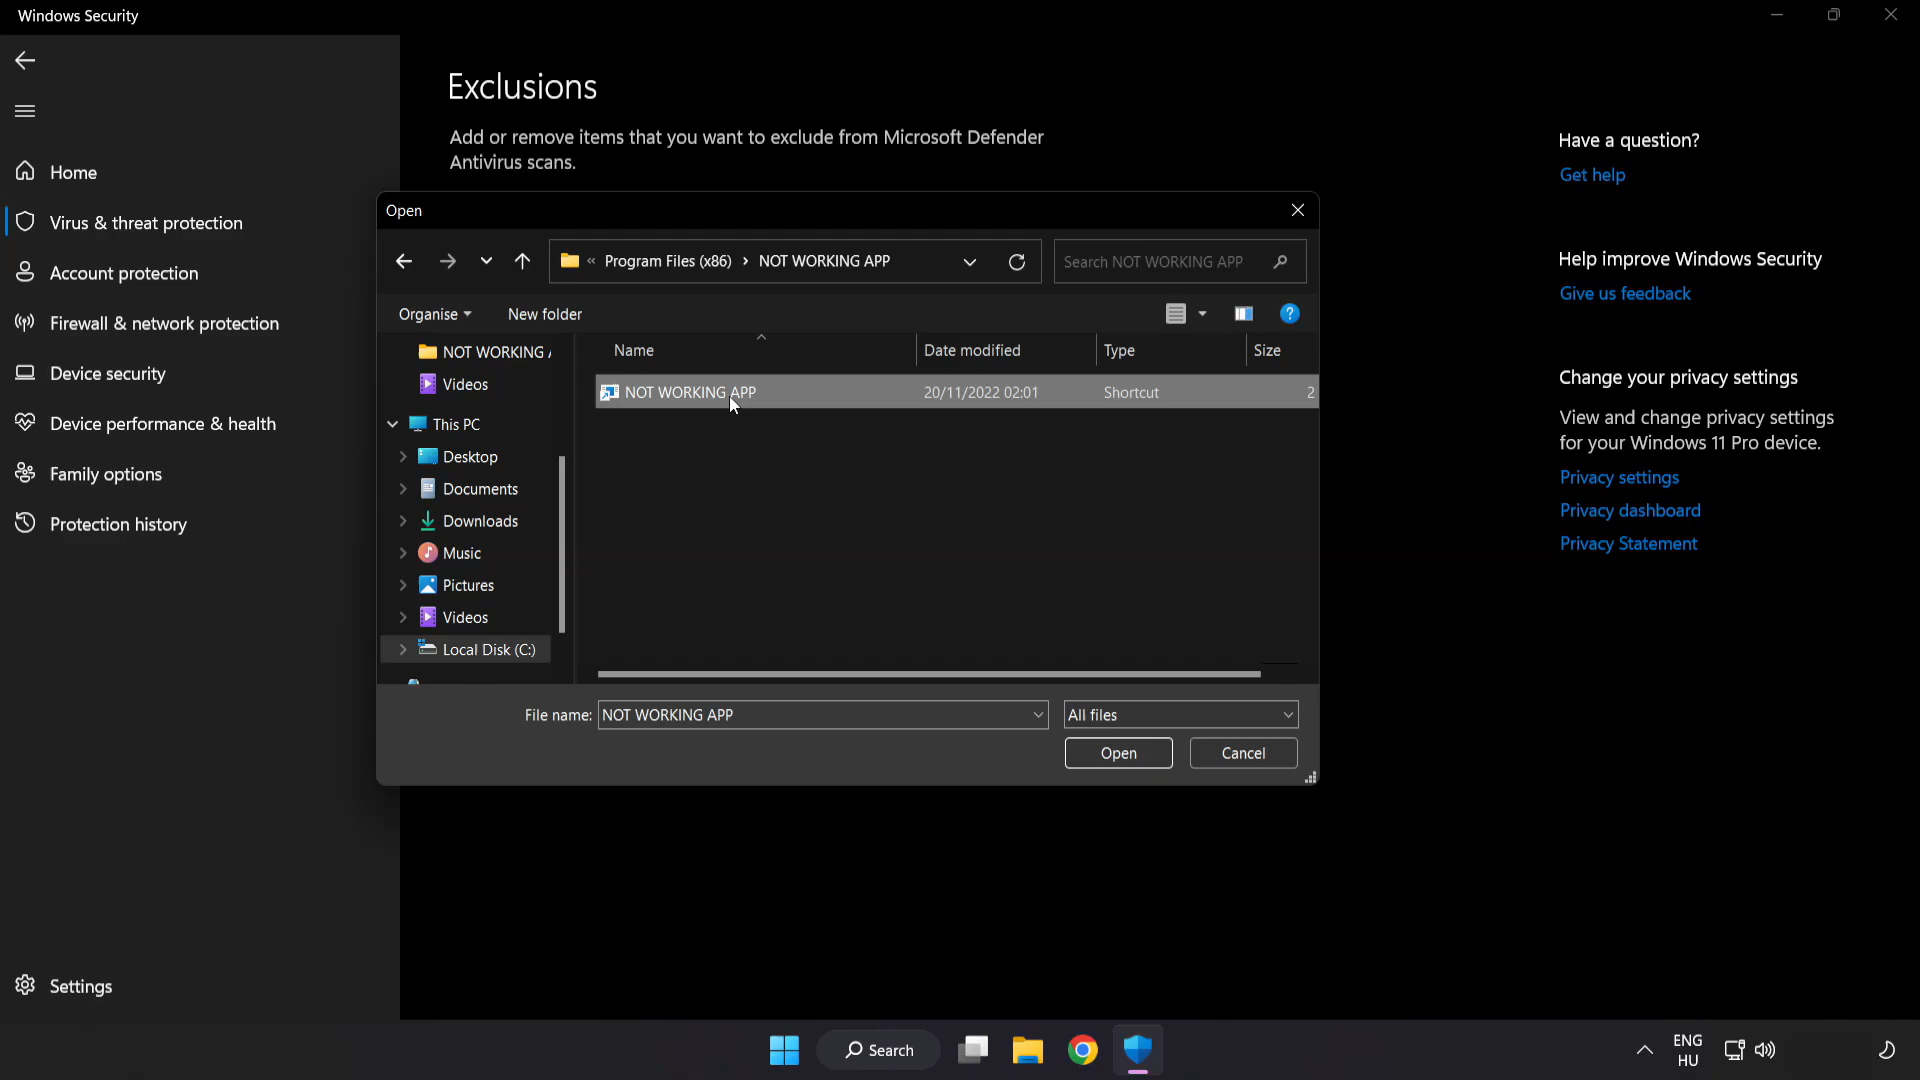 Windows Security
Home
Virus & threat protection
Account protection
Firewall & network protection
Device security
Device performance & health
Family options
Protection history
Settings
Exclusions
Add or remove items that you want to exclude from Microsoft Defender
Antivirus scans.
Open
« Program Files (x86) › NOT WORKING APP
Search NOT WORKING APP
Organise
New folder
NOT WORKING
Videos
This PC
Desktop
Documents
Downloads
Music
Pictures
Videos
Local Disk (C:)
Name Date modified Type Size
NOT WORKING APP 20/11/2022 02:01 Shortcut 2
File name: NOT WORKING APP
All files
Open
Cancel
Have a question?
Get help
Help improve Windows Security
Give us feedback
Change your privacy settings
View and change privacy settings
for your Windows 11 Pro device.
Privacy settings
Privacy dashboard
Privacy Statement
Search
ENG
HU